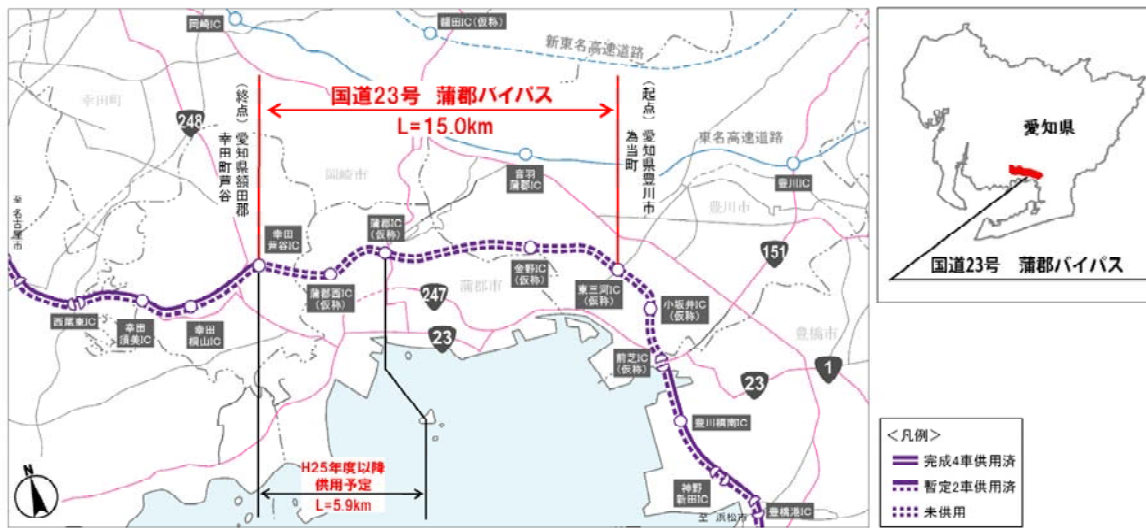 岡崎IC
額田IC(仮称)
新東名高速道路
幸田町
248
(終点)愛知県額田郡
幸田町芦谷
国道23号 蒲郡バイパス
L=15.0km
(起点)愛知県豊川市
為当町
東名高速道路
岡崎市
音羽
蒲郡IC
豊川IC
豊川市
至 名古屋市
幸田
芦谷IC
蒲郡IC
(仮称)
蒲郡西IC
(仮称)
金野IC
(仮称)
東三河IC
(仮称)
151
西尾東IC
幸田
須美IC
幸田
桐山IC
247
蒲郡市
23
小坂井IC
(仮称)
前芝IC
(仮称)
豊橋市
23
1
豊川橋南IC
H25年度以降
供用予定
L=5.9km
神野
新田IC
豊橋港IC
至 浜松市
N
愛知県
国道23号 蒲郡バイパス
<凡例>
完成4車供用済
暫定2車供用済
未供用